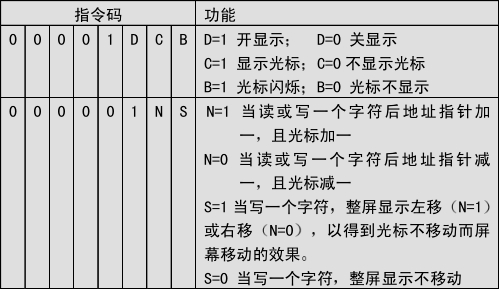 指令码 功能
0 0 0 0 1 D C B D=1 开显示； D=0 关显示
C=1 显示光标；C=0不显示光标
B=1 光标闪烁；B=0 光标不显示
0 0 0 0 0 1 N S N=1 当读或写一个字符后地址指针加
一，且光标加一
N=0 当读或写一个字符后地址指针减
一，且光标减一
S=1当写一个字符，整屏显示左移（N=1）
或右移（N=0），以得到光标不移动而屏
幕移动的效果。
S=0 当写一个字符，整屏显示不移动